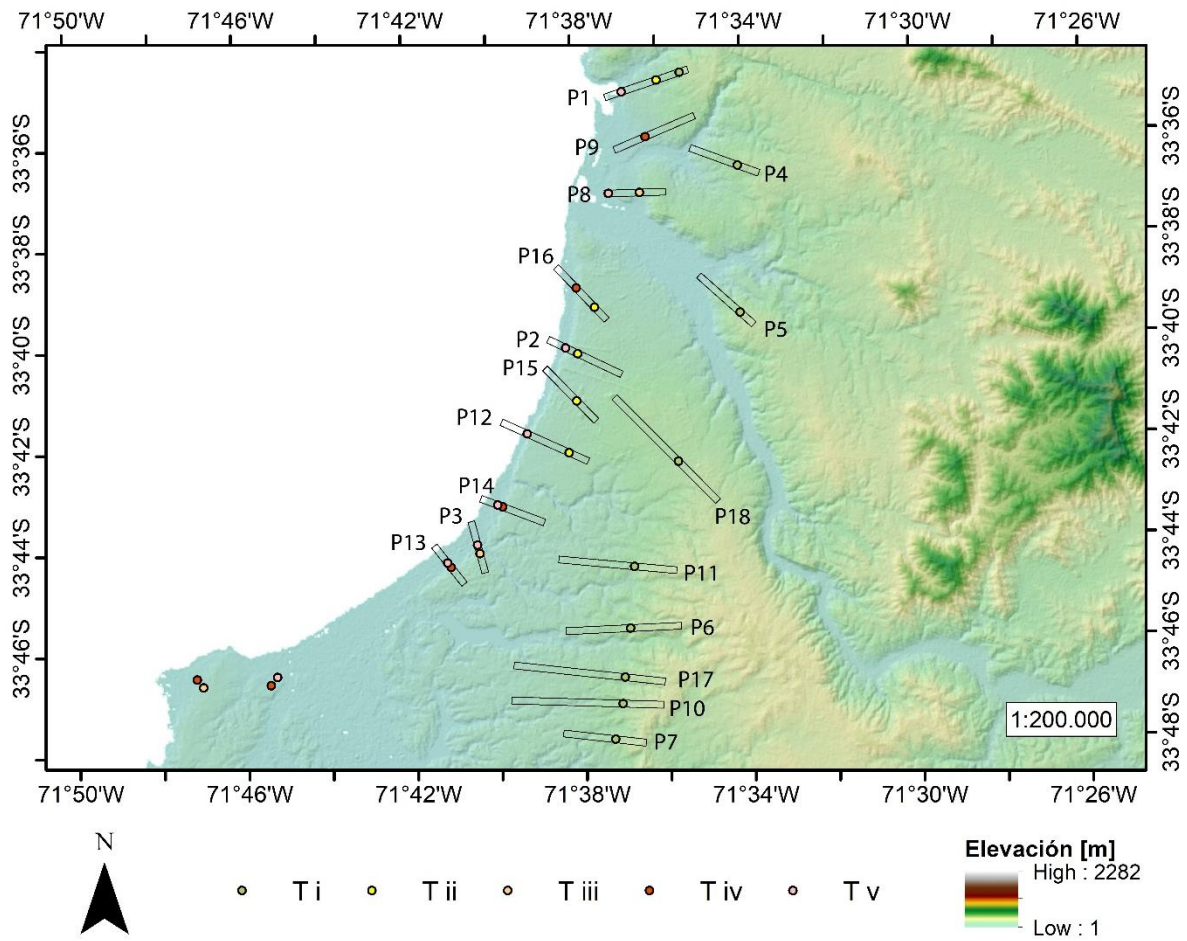 71°50'W 71°46'W 71°42'W 71°38'W 71°34'W 71°30'W 71°26'W
33°36'S
33°38'S
33°40'S
33°42'S
33°44'S
33°46'S
33°36'S
33°38'S
33°40'S
33°42'S
33°44'S
33°46'S
33°48'S
P1
P9
P4
P8
P16
P5
P2
P15
P12
P14
P18
P3
P13
P11
P6
P17
P10
P7
1:200.000
71°50'W 71°46'W 71°42'W 71°38'W 71°34'W 71°30'W 71°26'W
N
T i T ii T iii T iv T v
Elevación [m]
High : 2282
Low : 1